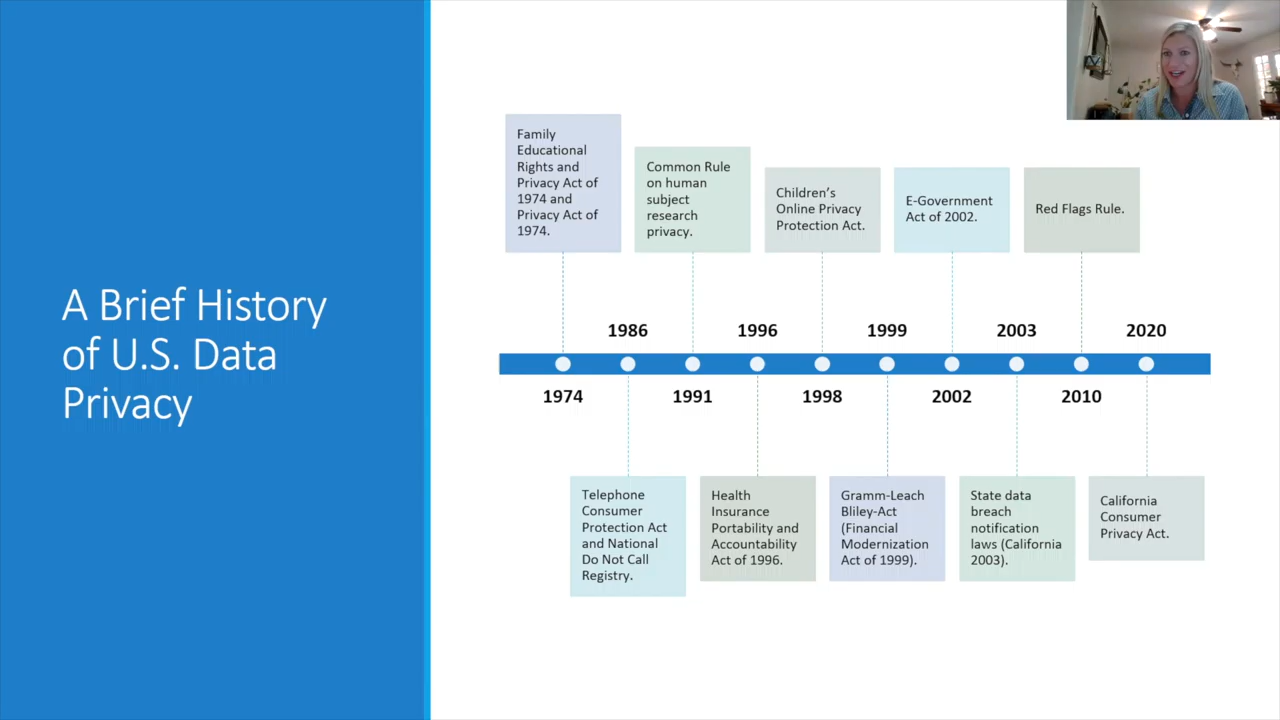 A Brief History
of U.S. Data
Privacy
Family
Educational
Rights and
Privacy Act of
1974 and
Privacy Act of
1974.
Common Rule
on human
subject
research
privacy.
Children’s
Online Privacy
Protection Act.
E-Government
Act of 2002.
Red Flags Rule.
1986
1996
1999
2003
2020
1974
1991
1998
2002
2010
Telephone
Consumer
Protection Act
and National
Do Not Call
Registry.
Health
Insurance
Portability and
Accountability
Act of 1996.
Gramm-Leach
Bliley-Act
(Financial
Modernization
Act of 1999).
State data
breach
notification
laws (California
2003).
California
Consumer
Privacy Act.